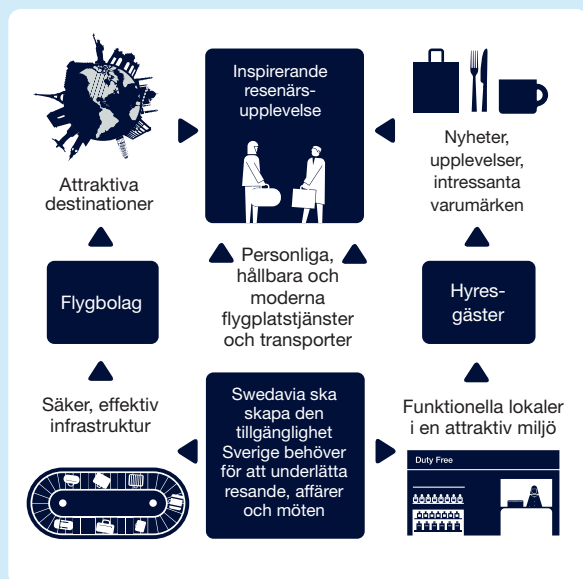 Inspirerande
resenärs-
upplevelse
Attraktiva
destinationer
Nyheter,
upplevelser,
intressanta
varumärken
Personliga,
hållbara och
moderna
flygplatstjänster
och transporter
Flygbolag
Hyres-
gäster
Säker, effektiv
infrastruktur
Swedavia ska
skapa den
tillgänglighet
Sverige behöver
för att underlätta
resande, affärer
och möten
Funktionella lokaler
i en attraktiv miljö
Duty Free